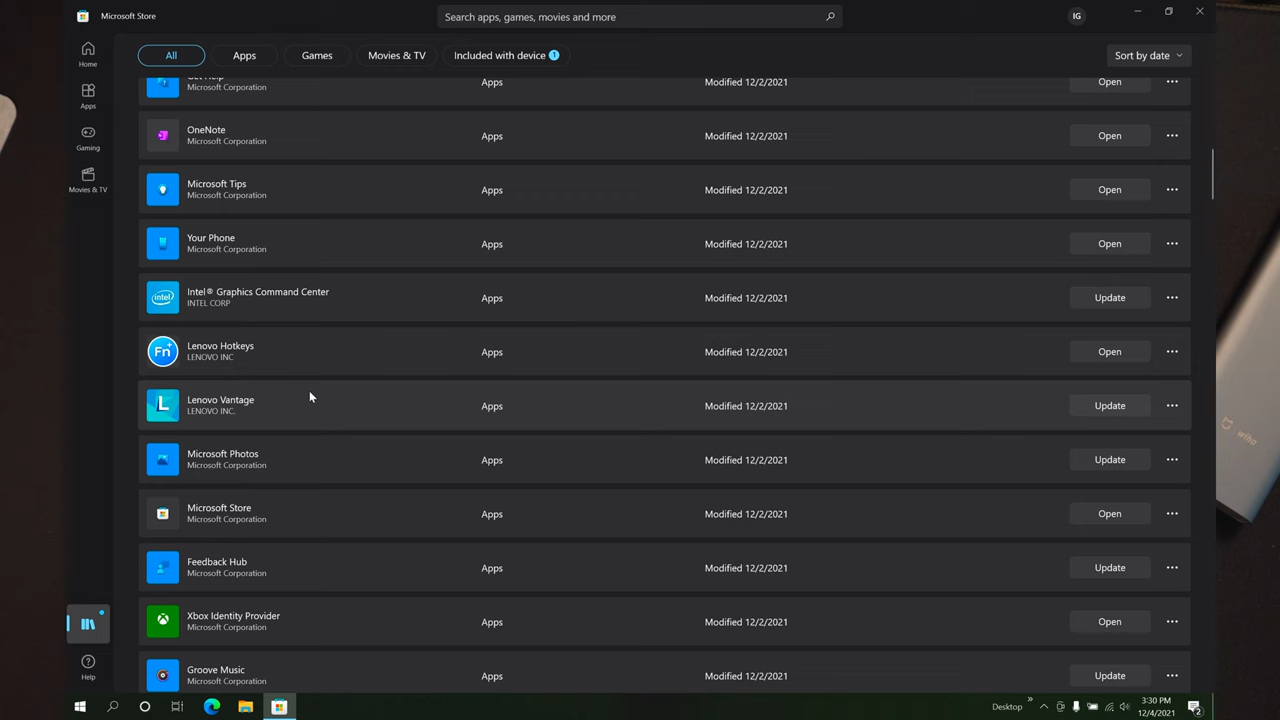 Microsoft Store
Search apps, games, movies and more
IG
Home
Apps
Gaming
Movies & TV
Help
All
Apps
Games
Movies & TV
Included with device 1
Sort by date
Get Help
Microsoft Corporation
Apps
Modified 12/2/2021
Open
OneNote
Microsoft Corporation
Apps
Modified 12/2/2021
Open
Microsoft Tips
Microsoft Corporation
Apps
Modified 12/2/2021
Open
Your Phone
Microsoft Corporation
Apps
Modified 12/2/2021
Open
intel
Intel® Graphics Command Center
INTEL CORP
Apps
Modified 12/2/2021
Update
Fn+
Lenovo Hotkeys
LENOVO INC
Apps
Modified 12/2/2021
Open
L
Lenovo Vantage
LENOVO INC.
Apps
Modified 12/2/2021
Update
Microsoft Photos
Microsoft Corporation
Apps
Modified 12/2/2021
Update
Microsoft Store
Microsoft Corporation
Apps
Modified 12/2/2021
Open
Feedback Hub
Microsoft Corporation
Apps
Modified 12/2/2021
Update
Xbox Identity Provider
Microsoft Corporation
Apps
Modified 12/2/2021
Open
Groove Music
Microsoft Corporation
Apps
Modified 12/2/2021
Update
wiha
Desktop
3:30 PM
12/4/2021
2